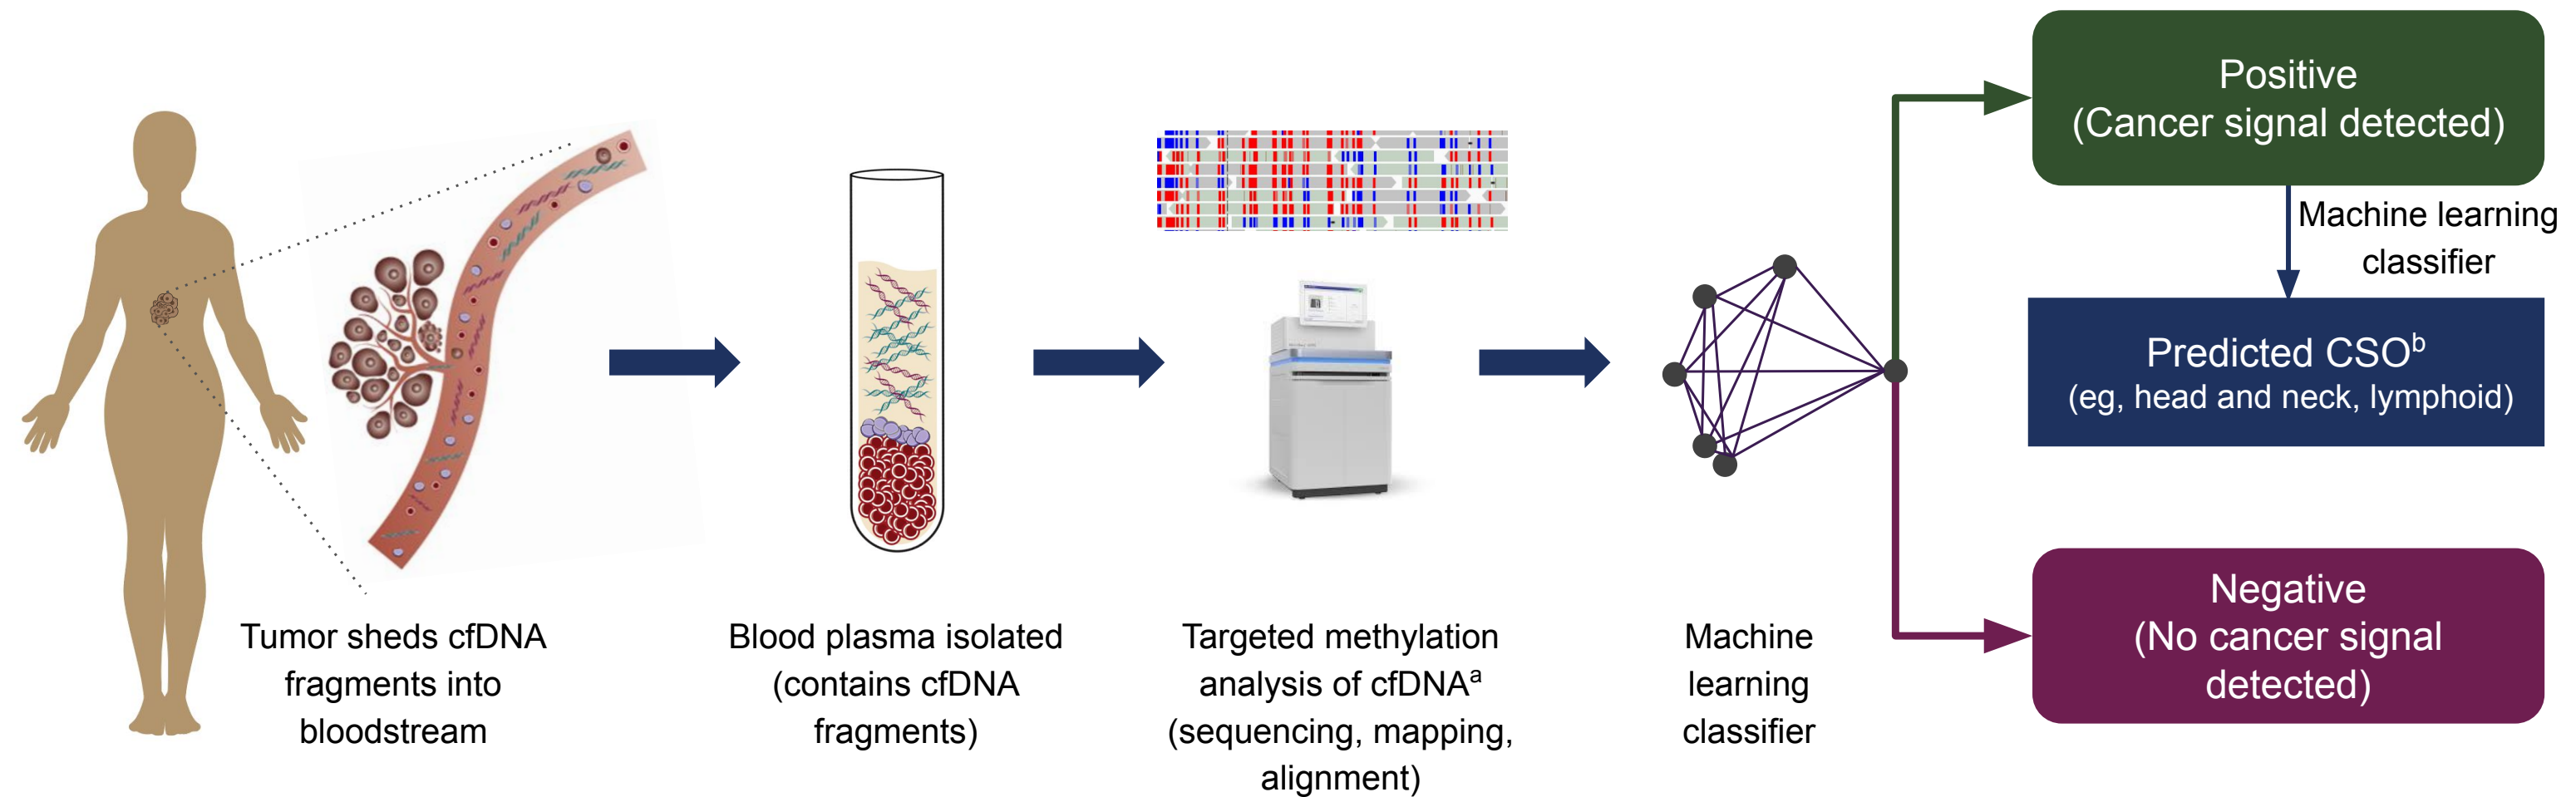 Tumor sheds cfDNA
fragments into
bloodstream
Blood plasma isolated
(contains cfDNA
fragments)
Targeted methylation
analysis of cfDNAᵃ
(sequencing, mapping,
alignment)
Machine
learning
classifier
Positive
(Cancer signal detected)
Machine learning
classifier
Predicted CSOᵇ
(eg, head and neck, lymphoid)
Negative
(No cancer signal
detected)